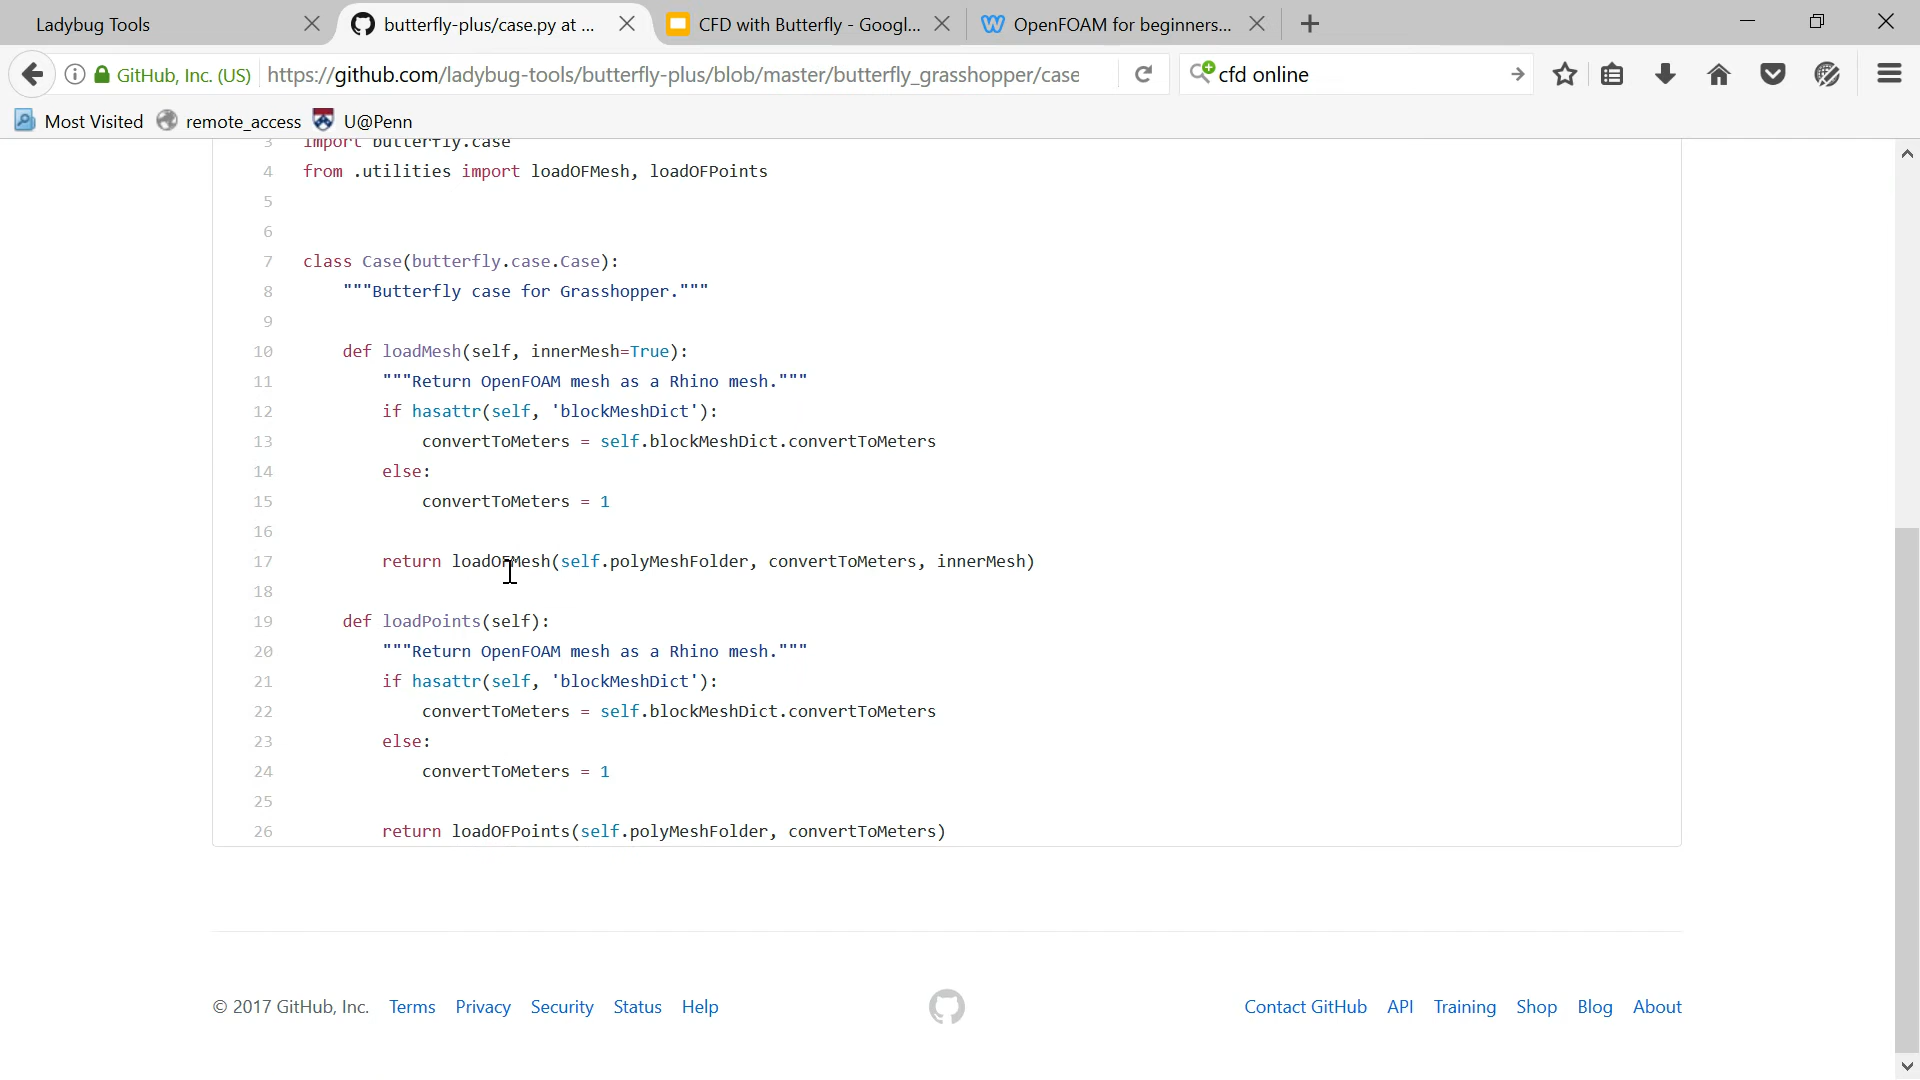 Ladybug Tools
butterfly-plus/case.py at ...
CFD with Butterfly - Googl...
OpenFOAM for beginners...
GitHub, Inc. (US)
https://github.com/ladybug-tools/butterfly-plus/blob/master/butterfly_grasshopper/case
cfd online
Most Visited
remote_access
U@Penn
3 import butterfly.case
4 from .utilities import loadOFMesh, loadOFPoints
5
6
7 class Case(butterfly.case.Case):
8 """Butterfly case for Grasshopper."""
9
10 def loadMesh(self, innerMesh=True):
11 """Return OpenFOAM mesh as a Rhino mesh."""
12 if hasattr(self, 'blockMeshDict'):
13 convertToMeters = self.blockMeshDict.convertToMeters
14 else:
15 convertToMeters = 1
16
17 return loadOFMesh(self.polyMeshFolder, convertToMeters, innerMesh)
18
19 def loadPoints(self):
20 """Return OpenFOAM mesh as a Rhino mesh."""
21 if hasattr(self, 'blockMeshDict'):
22 convertToMeters = self.blockMeshDict.convertToMeters
23 else:
24 convertToMeters = 1
25
26 return loadOFPoints(self.polyMeshFolder, convertToMeters)
© 2017 GitHub, Inc. Terms Privacy Security Status Help
Contact GitHub API Training Shop Blog About